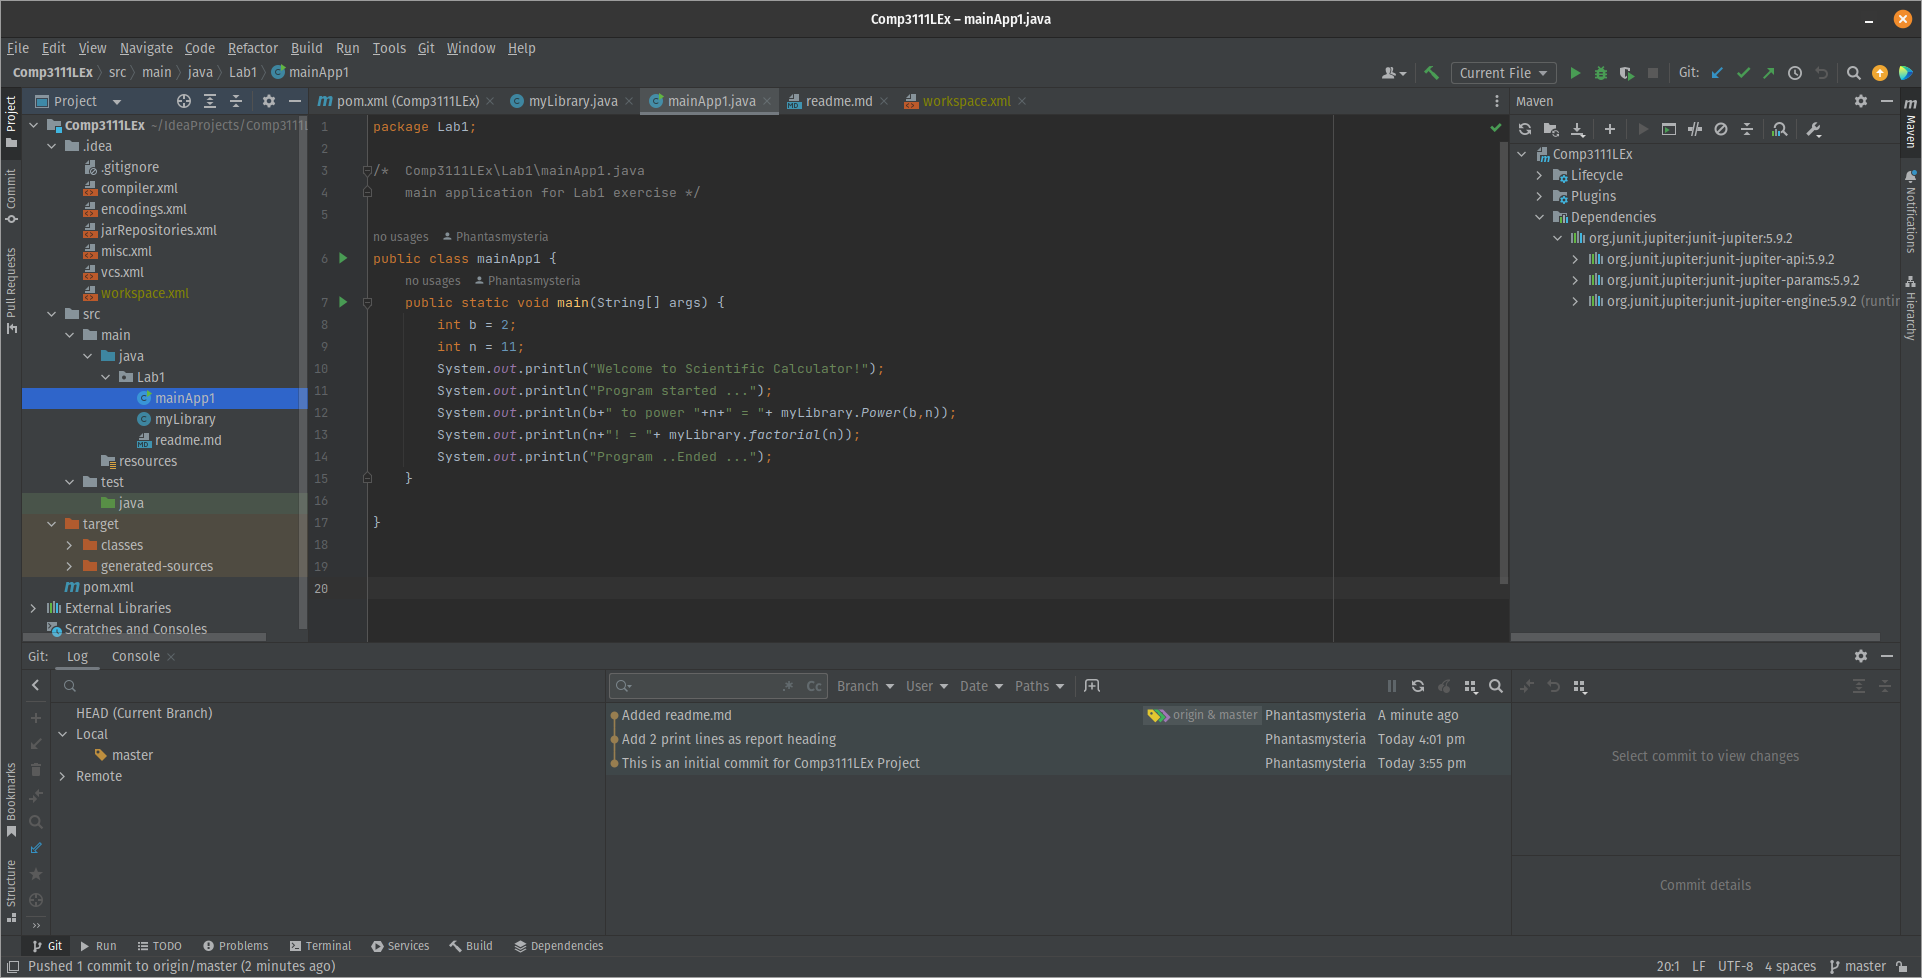 Comp3111LEx – mainApp1.java
File Edit View Navigate Code Refactor Build Run Tools Git Window Help
Comp3111LEx src main java Lab1 mainApp1
Current File
Git:
Project
pom.xml (Comp3111LEx)
myLibrary.java
mainApp1.java
readme.md
workspace.xml
Maven
Project
Commit
Pull Requests
Bookmarks
Structure
Comp3111LEx ~/IdeaProjects/Comp3111L
.idea
.gitignore
compiler.xml
encodings.xml
jarRepositories.xml
misc.xml
vcs.xml
workspace.xml
src
main
java
Lab1
mainApp1
myLibrary
readme.md
resources
test
java
target
classes
generated-sources
pom.xml
External Libraries
Scratches and Consoles
1 package Lab1;
2
3 /* Comp3111LEx\Lab1\mainApp1.java
4 main application for Lab1 exercise */
5
no usages Phantasmysteria
6 public class mainApp1 {
no usages Phantasmysteria
7 public static void main(String[] args) {
8 int b = 2;
9 int n = 11;
10 System.out.println("Welcome to Scientific Calculator!");
11 System.out.println("Program started ...");
12 System.out.println(b+" to power "+n+" = "+ myLibrary.Power(b,n));
13 System.out.println(n+"! = "+ myLibrary.factorial(n));
14 System.out.println("Program ..Ended ...");
15 }
16
17 }
18
19
20
Comp3111LEx
Lifecycle
Plugins
Dependencies
org.junit.jupiter:junit-jupiter:5.9.2
org.junit.jupiter:junit-jupiter-api:5.9.2
org.junit.jupiter:junit-jupiter-params:5.9.2
org.junit.jupiter:junit-jupiter-engine:5.9.2 (runtir
m
Maven
Notifications
Hierarchy
Git: Log Console
HEAD (Current Branch)
Local
master
Remote
.* Cc Branch User Date Paths
Added readme.md origin & master Phantasmysteria A minute ago
Add 2 print lines as report heading Phantasmysteria Today 4:01 pm
This is an initial commit for Comp3111LEx Project Phantasmysteria Today 3:55 pm
Select commit to view changes
Commit details
Git Run TODO Problems Terminal Services Build Dependencies
Pushed 1 commit to origin/master (2 minutes ago)
20:1 LF UTF-8 4 spaces master